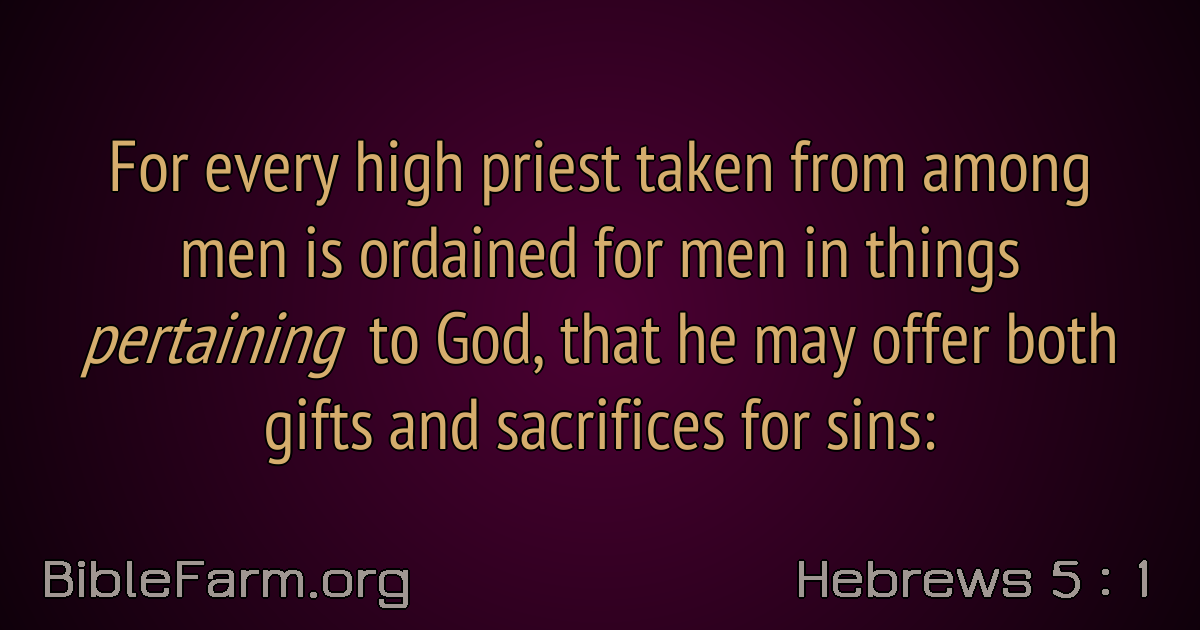 For every high priest taken from among
men is ordained for men in things
pertaining to God, that he may offer both
gifts and sacrifices for sins:
BibleFarm.org
Hebrews 5 : 1